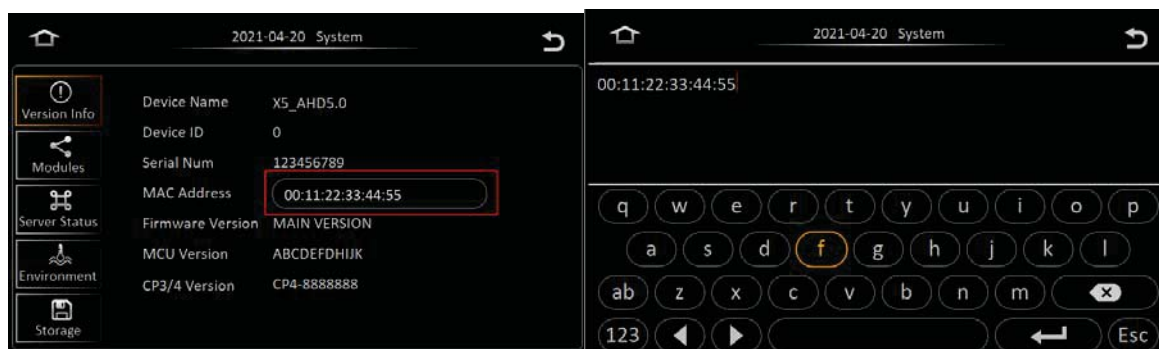 2021-04-20 System
Version Info
Modules
Server Status
Environment
Storage
Device Name X5_AHD5.0
Device ID 0
Serial Num 123456789
MAC Address 00:11:22:33:44:55
Firmware Version MAIN VERSION
MCU Version ABCDEFDHIJK
CP3/4 Version CP4-8888888
2021-04-20 System
00:11:22:33:44:55
q w e r t y u i o p
a s d f g h j k l
ab z x c v b n m
123 Esc